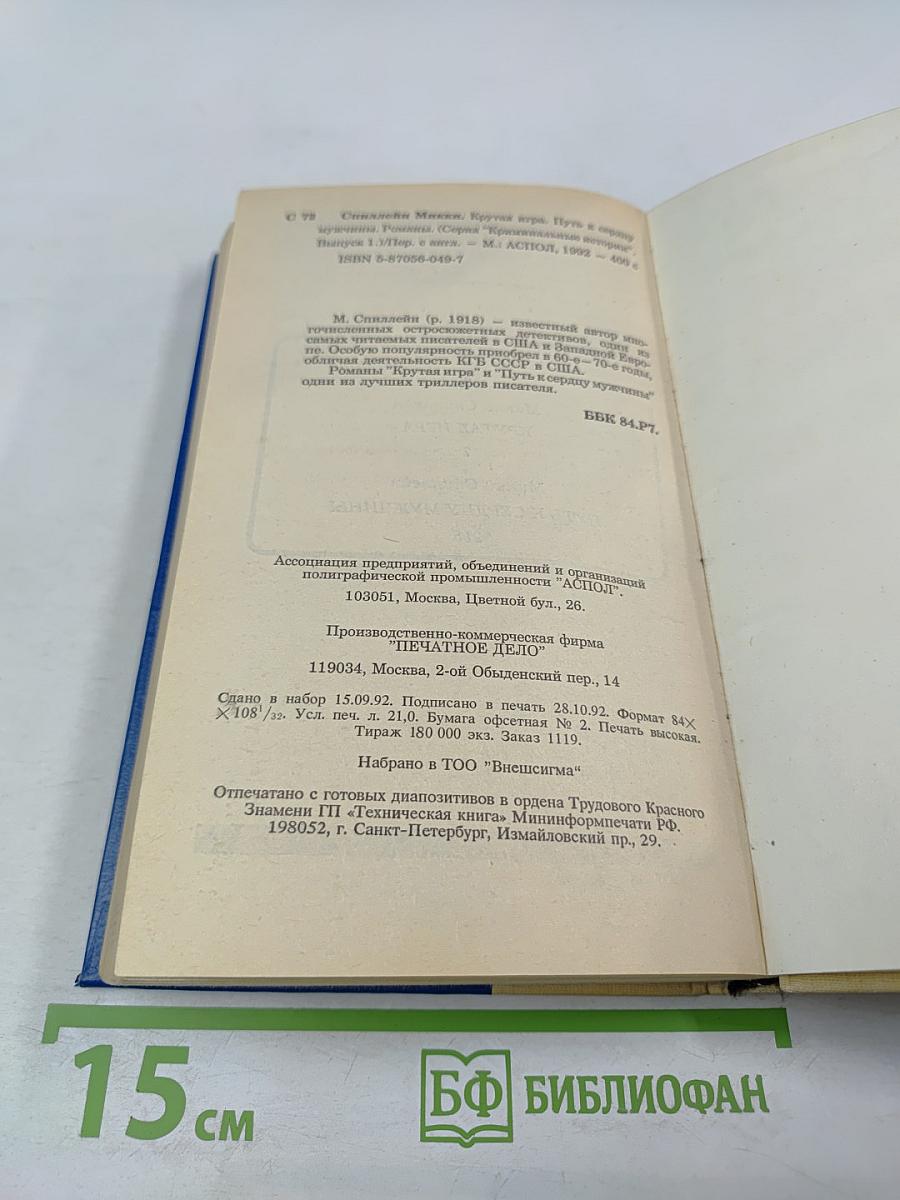 С 72 Спиллейн Микки. Крутая игра. Путь к сердцу
мужчины. Романы. (Серия "Криминальные истории".
Выпуск 1.)/Пер. с англ. — М.: АСПОЛ, 1992 — 400 с
ISBN 5-87056-049-7
М. Спиллейн (р. 1918) — известный автор мно-
гочисленных остросюжетных детективов, один из
самых читаемых писателей в США и Западной Евро-
пе. Особую популярность приобрел в 60-е—70-е годы,
обличая деятельность КГБ СССР в США.
Романы "Крутая игра" и "Путь к сердцу мужчины"
одни из лучших триллеров писателя.
ББК 84.Р7.
Ассоциация предприятий, объединений и организаций
полиграфической промышленности "АСПОЛ".
103051, Москва, Цветной бул., 26.
Производственно-коммерческая фирма
"ПЕЧАТНОЕ ДЕЛО"
119034, Москва, 2-ой Обыденский пер., 14
Сдано в набор 15.09.92. Подписано в печать 28.10.92. Формат 84×
×108¹/₃₂. Усл. печ. л. 21,0. Бумага офсетная № 2. Печать высокая.
Тираж 180 000 экз. Заказ 1119.
Набрано в ТОО "Внешсигма“
Отпечатано с готовых диапозитивов в ордена Трудового Красного
Знамени ГП «Техническая книга» Мининформпечати РФ.
198052, г. Санкт-Петербург, Измайловский пр., 29.
15 см
БФ БИБЛИОФАН